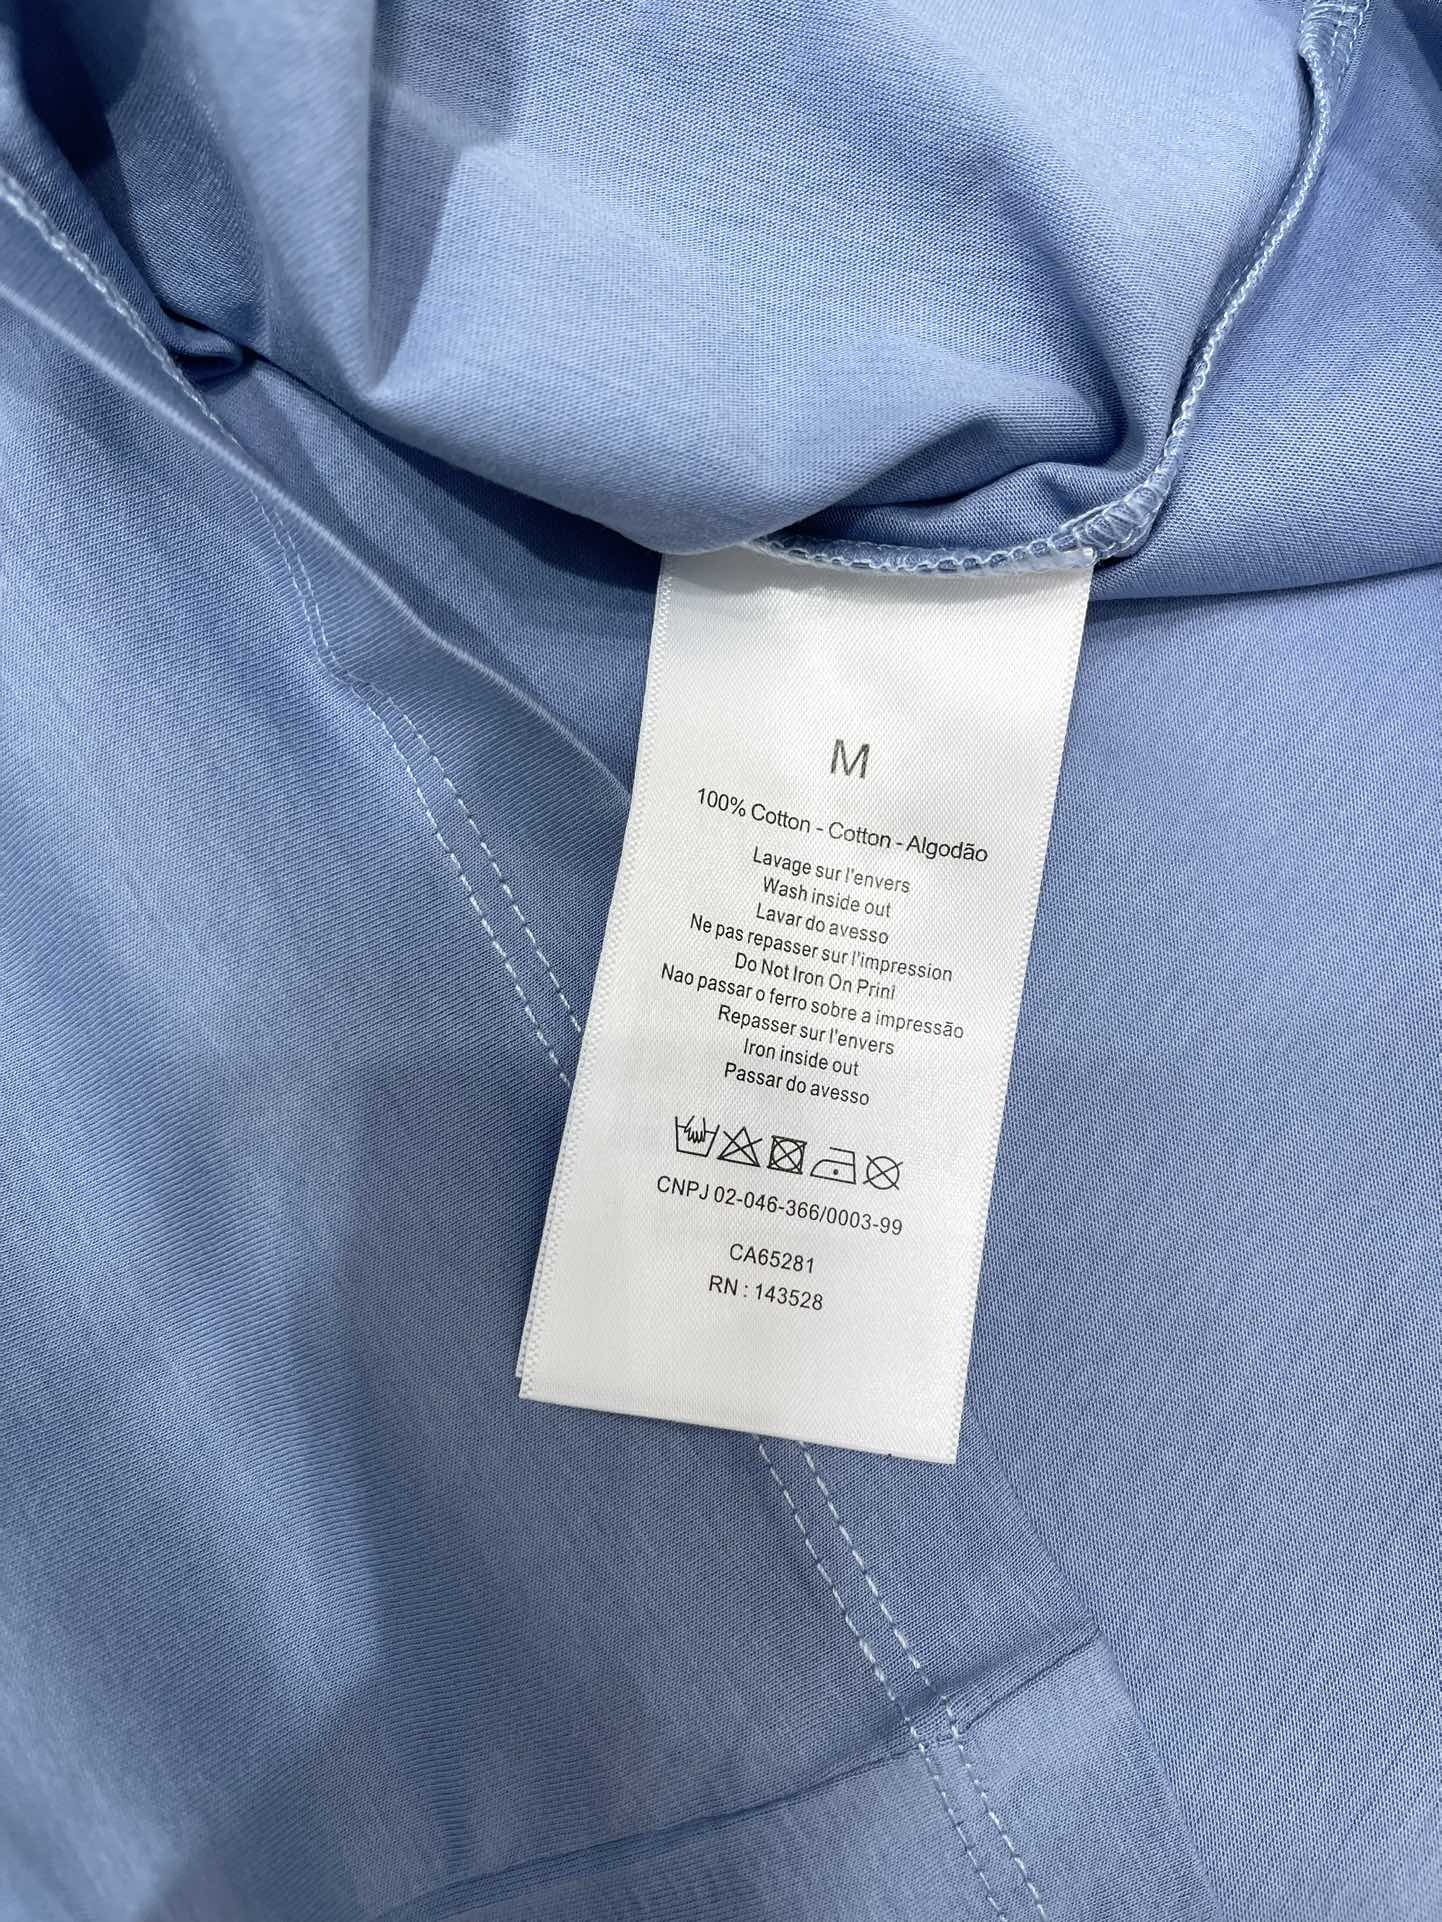 M
100% Cotton - Cotton - Algodão
Lavage sur l'envers
Wash inside out
Lavar do avesso
Ne pas repasser sur l'impression
Do Not Iron On Prinl
Nao passar o ferro sobre a impressão
Repasser sur l'envers
Iron inside out
Passar do avesso
CNPJ 02-046-366/0003-99
CA65281
RN : 143528